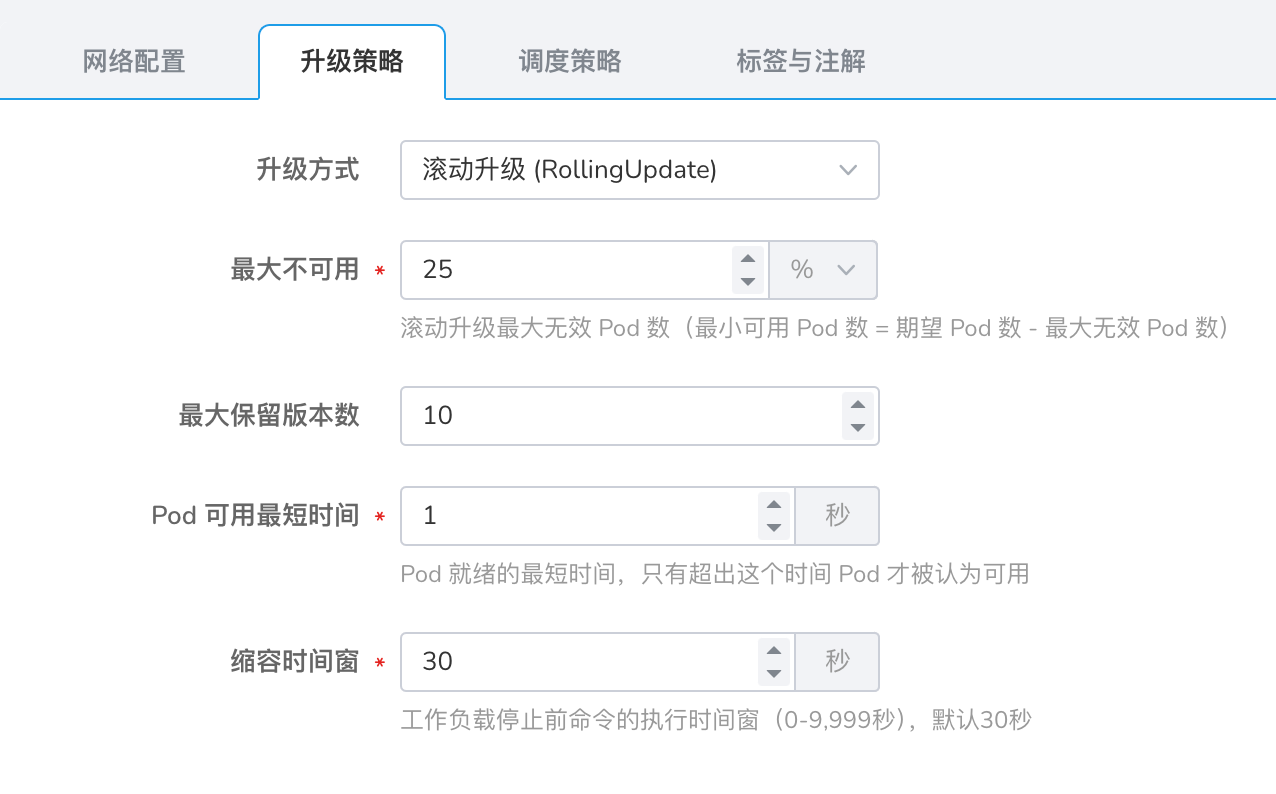 网络配置 升级策略 调度策略 标签与注解
升级方式 滚动升级 (RollingUpdate)
最大不可用 * 25 %
滚动升级最大无效 Pod 数（最小可用 Pod 数 = 期望 Pod 数 - 最大无效 Pod 数）
最大保留版本数 10
Pod 可用最短时间 * 1 秒
Pod 就绪的最短时间，只有超出这个时间 Pod 才被认为可用
缩容时间窗 * 30 秒
工作负载停止前命令的执行时间窗（0-9,999秒），默认30秒